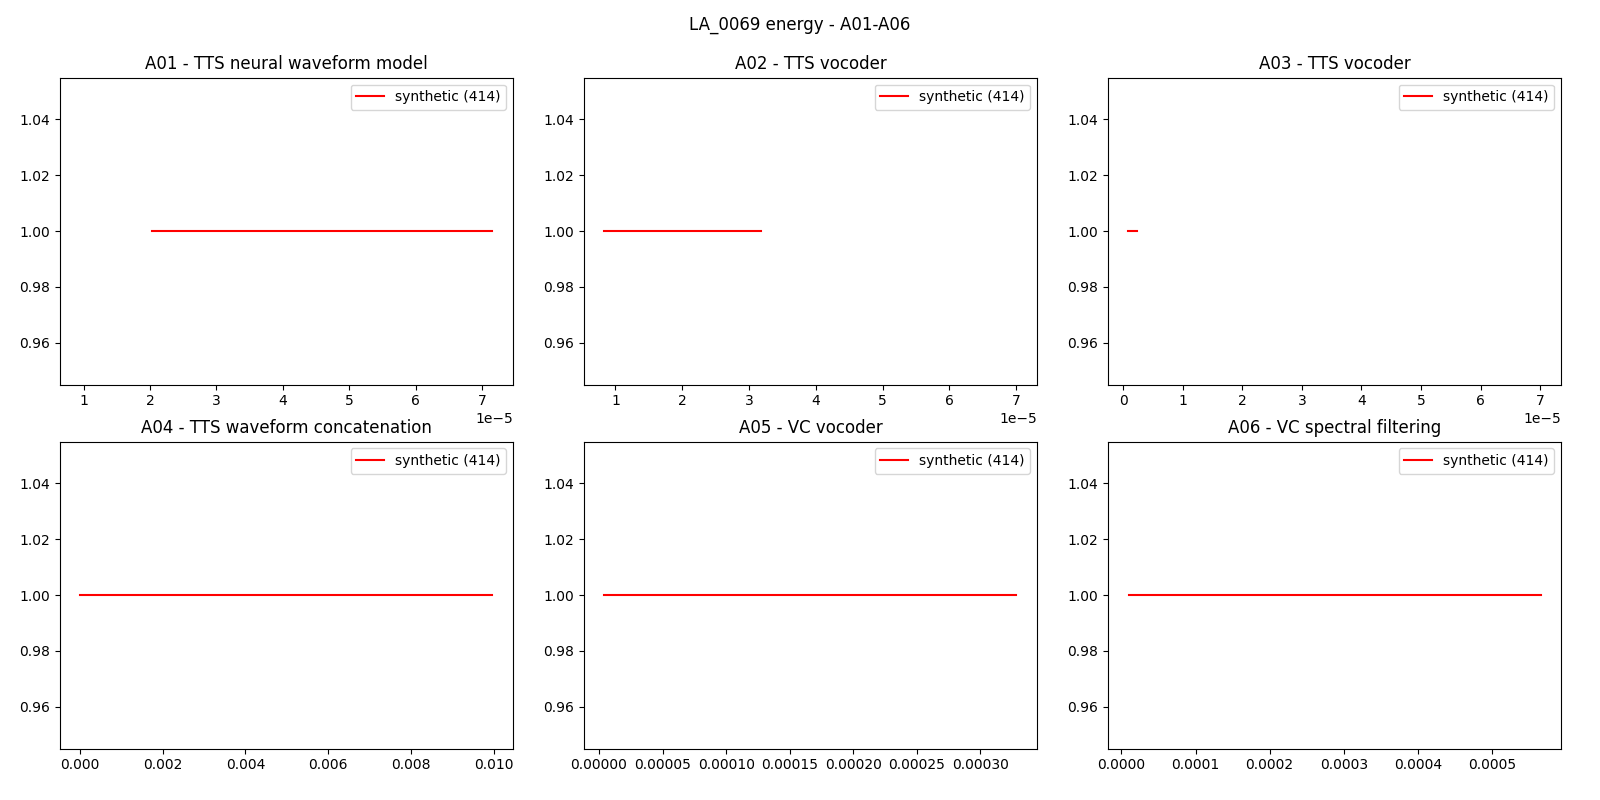 LA_0069 energy - A01-A06
A01 - TTS neural waveform model
synthetic (414)
1.04
1.02
1.00
0.98
0.96
1 2 3 4 5 6 7
1e−5
A02 - TTS vocoder
synthetic (414)
1.04
1.02
1.00
0.98
0.96
1 2 3 4 5 6 7
1e−5
A03 - TTS vocoder
synthetic (414)
1.04
1.02
1.00
0.98
0.96
0 1 2 3 4 5 6 7
1e−5
A04 - TTS waveform concatenation
synthetic (414)
1.04
1.02
1.00
0.98
0.96
0.000 0.002 0.004 0.006 0.008 0.010
A05 - VC vocoder
synthetic (414)
1.04
1.02
1.00
0.98
0.96
0.00000 0.00005 0.00010 0.00015 0.00020 0.00025 0.00030
A06 - VC spectral filtering
synthetic (414)
1.04
1.02
1.00
0.98
0.96
0.0000 0.0001 0.0002 0.0003 0.0004 0.0005